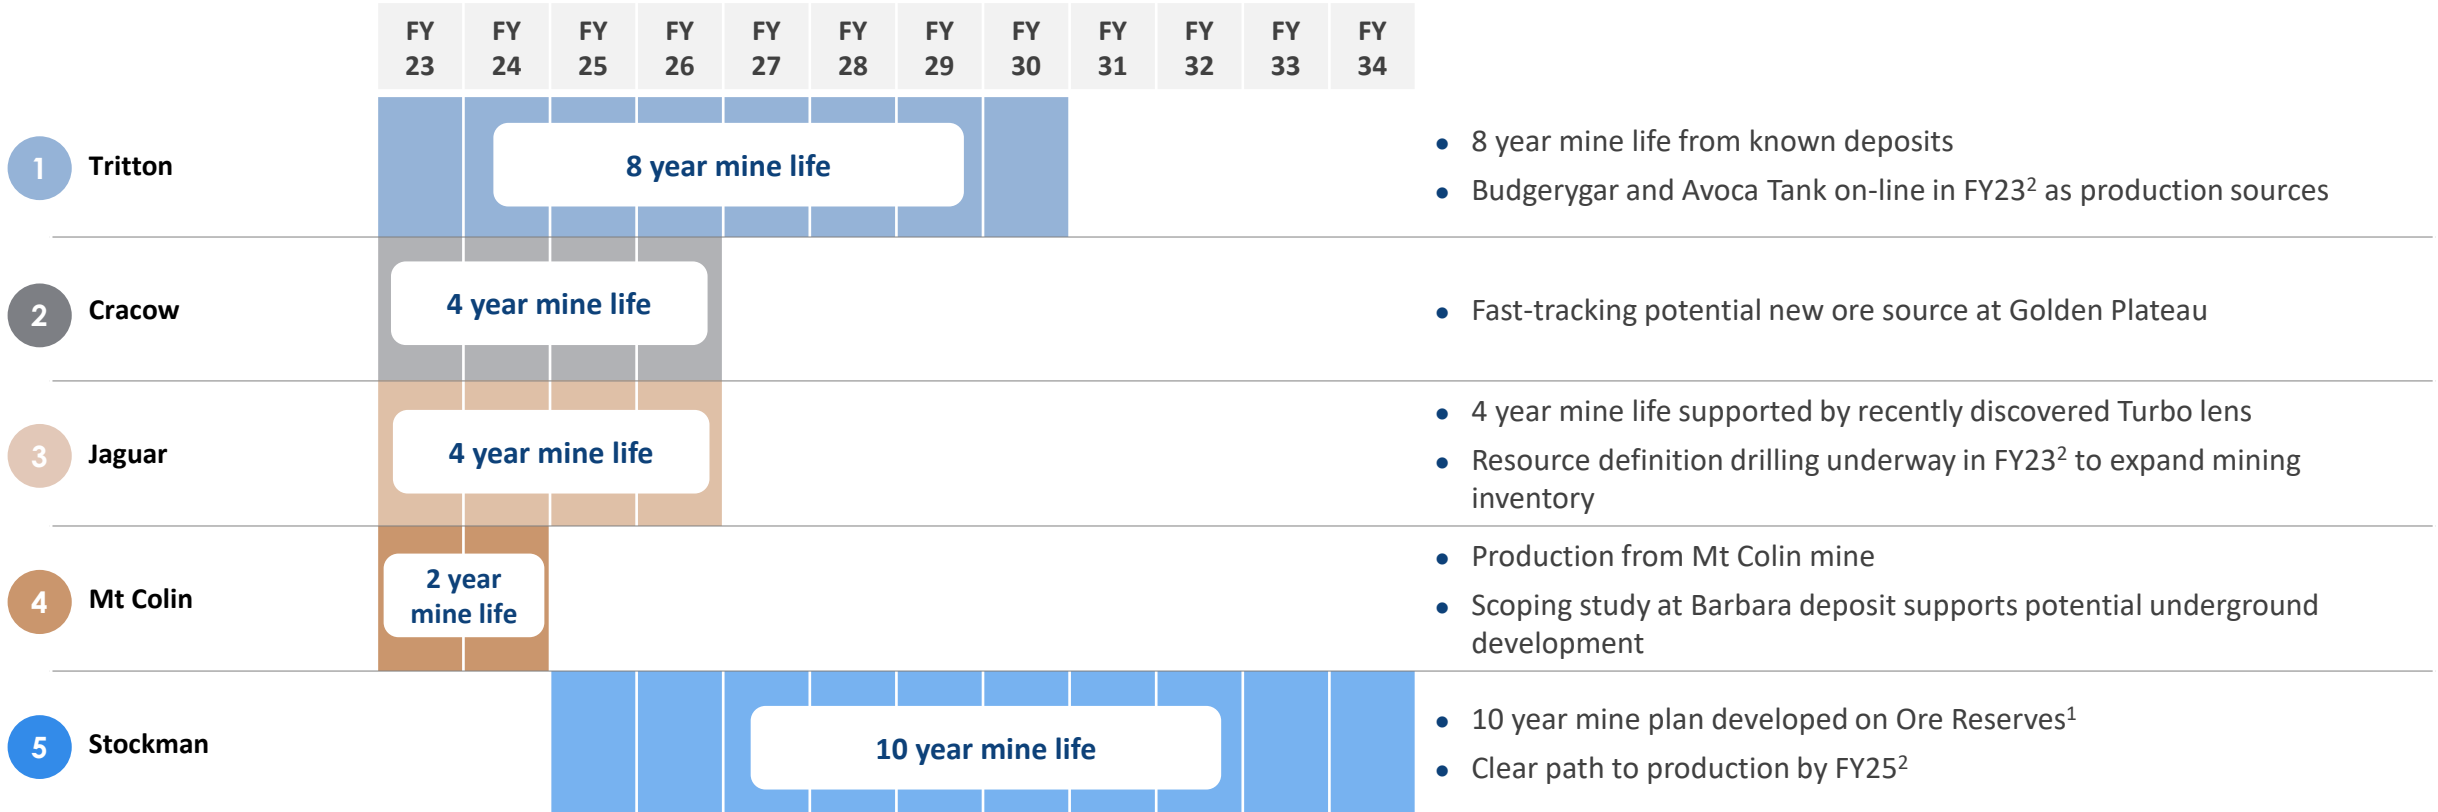 FY FY FY FY FY FY FY FY FY FY FY FY
23 24 25 26 27 28 29 30 31 32 33 34
1 Tritton
8 year mine life
• 8 year mine life from known deposits
• Budgerygar and Avoca Tank on-line in FY23² as production sources
2 Cracow
4 year mine life
• Fast-tracking potential new ore source at Golden Plateau
3 Jaguar
4 year mine life
• 4 year mine life supported by recently discovered Turbo lens
• Resource definition drilling underway in FY23² to expand mining
inventory
4 Mt Colin
2 year
mine life
• Production from Mt Colin mine
• Scoping study at Barbara deposit supports potential underground
development
5 Stockman
10 year mine life
• 10 year mine plan developed on Ore Reserves¹
• Clear path to production by FY25²